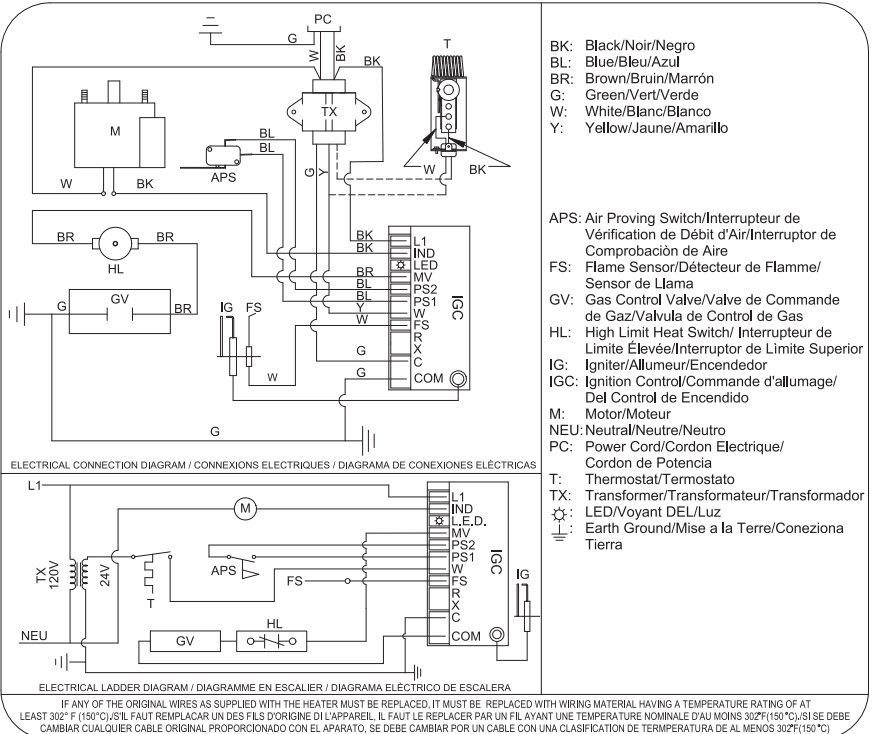 PC
G
W
BK
BK
T
TX
M
BL
BL
APS
W
BK
G
Y
W
BK
BR
BR
HL
GV
G
BR
IG
FS
W
BK
BK
BR
BL
BL
Y
W
G
G
L1
IND
LED
MV
PS2
PS1
W
FS
R
X
C
COM
IGC
G
ELECTRICAL CONNECTION DIAGRAM / CONNEXIONS ELECTRIQUES / DIAGRAMA DE CONEXIONES ELÈCTRICAS
L1
M
TX
120V
24V
T
APS
FS
NEU
GV
HL
L1
IND
L.E.D.
MV
PS2
PS1
W
FS
R
X
C
COM
IGC
IG
ELECTRICAL LADDER DIAGRAM / DIAGRAMME EN ESCALIER / DIAGRAMA ELÈCTRICO DE ESCALERA
BK: Black/Noir/Negro
BL: Blue/Bleu/Azul
BR: Brown/Bruin/Marrón
G: Green/Vert/Verde
W: White/Blanc/Blanco
Y: Yellow/Jaune/Amarillo
APS: Air Proving Switch/Interrupteur de
Vérification de Débit d'Air/Interruptor de
Comprobaciòn de Aire
FS: Flame Sensor/Détecteur de Flamme/
Sensor de Llama
GV: Gas Control Valve/Valve de Commande
de Gaz/Valvula de Control de Gas
HL: High Limit Heat Switch/ Interrupteur de
Limite Élevée/Interruptor de Lìmite Superior
IG: Igniter/Allumeur/Encendedor
IGC: Ignition Control/Commande d'allumage/
Del Control de Encendido
M: Motor/Moteur
NEU: Neutral/Neutre/Neutro
PC: Power Cord/Cordon Electrique/
Cordon de Potencia
T: Thermostat/Termostato
TX: Transformer/Transformateur/Transformador
: LED/Voyant DEL/Luz
: Earth Ground/Mise a la Terre/Coneziona
Tierra
IF ANY OF THE ORIGINAL WIRES AS SUPPLIED WITH THE HEATER MUST BE REPLACED, IT MUST BE REPLACED WITH WIRING MATERIAL HAVING A TEMPERATURE RATING OF AT
LEAST 302° F (150°C)./S'IL FAUT REMPLACAR UN DES FILS D'ORIGINE DI L'APPAREIL, IL FAUT LE REPLACER PAR UN FIL AYANT UNE TEMPERATURE NOMINALE D'AU MOINS 302°F(150°C)./SI SE DEBE
CAMBIAR CUALQUIER CABLE ORIGINAL PROPORCIONADO CON EL APARATO, SE DEBE CAMBIAR POR UN CABLE CON UNA CLASIFICATION DE TERMPERATURA DE AL MENOS 302°F(150°C)